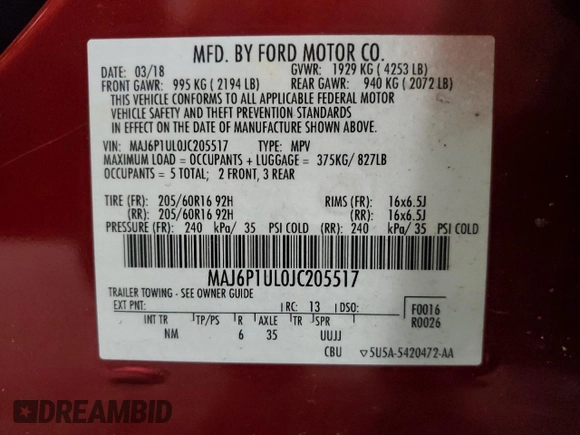 MFD. BY FORD MOTOR CO.
DATE: 03/18 GVWR: 1929 KG ( 4253 LB)
FRONT GAWR: 995 KG ( 2194 LB) REAR GAWR: 940 KG ( 2072 LB)
THIS VEHICLE CONFORMS TO ALL APPLICABLE FEDERAL MOTOR
VEHICLE SAFETY AND THEFT PREVENTION STANDARDS
IN EFFECT ON THE DATE OF MANUFACTURE SHOWN ABOVE.
VIN: MAJ6P1UL0JC205517 TYPE: MPV
MAXIMUM LOAD = OCCUPANTS + LUGGAGE = 375KG/ 827LB
OCCUPANTS = 5 TOTAL; 2 FRONT, 3 REAR
TIRE (FR): 205/60R16 92H RIMS (FR): 16x6.5J
(RR): 205/60R16 92H (RR): 16x6.5J
PRESSURE (FR): 240 kPa/ 35 PSI COLD (RR): 240 kPa/ 35 PSI COLD
MAJ6P1UL0JC205517
TRAILER TOWING - SEE OWNER GUIDE
EXT PNT: RC: 13 DSO: F0016
R0026
INT TR TP/PS R AXLE TR SPR
NM 6 35 UUJJ
CBU ▽5U5A-5420472-AA
DREAMBID